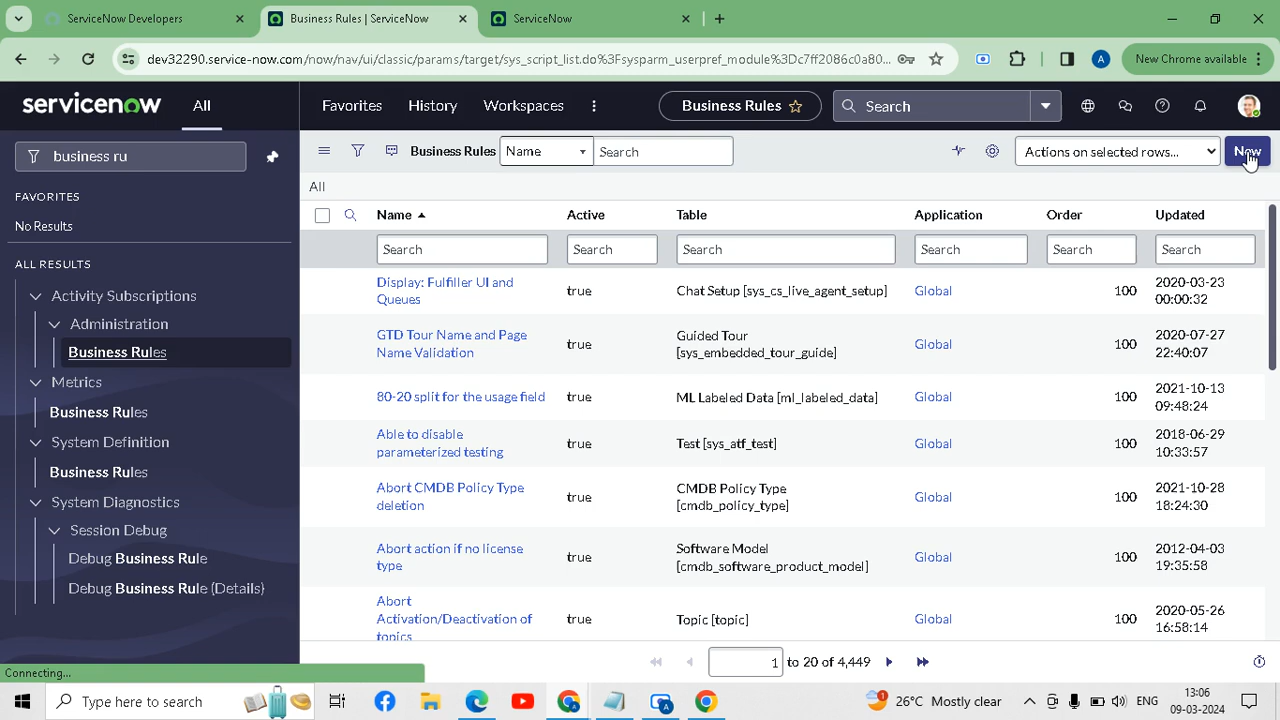 ServiceNow Developers
Business Rules | ServiceNow
ServiceNow
dev32290.service-now.com/now/nav/ui/classic/params/target/sys_script_list.do%3Fsysparm_userpref_module%3Dc7ff2086c0a80...
A
New Chrome available
servicenow
All
Favorites
History
Workspaces
Business Rules
Search
business ru
Business Rules
Name
Search
Actions on selected rows...
New
FAVORITES
No Results
ALL RESULTS
Activity Subscriptions
Administration
Business Rules
Metrics
Business Rules
System Definition
Business Rules
System Diagnostics
Session Debug
Debug Business Rule
Debug Business Rule (Details)
All
Name
Active
Table
Application
Order
Updated
Search
Search
Search
Search
Search
Search
Display: Fulfiller UI and
Queues
true
Chat Setup [sys_cs_live_agent_setup]
Global
100
2020-03-23
00:00:32
GTD Tour Name and Page
Name Validation
true
Guided Tour
[sys_embedded_tour_guide]
Global
100
2020-07-27
22:40:07
80-20 split for the usage field
true
ML Labeled Data [ml_labeled_data]
Global
100
2021-10-13
09:48:24
Able to disable
parameterized testing
true
Test [sys_atf_test]
Global
100
2018-06-29
10:33:57
Abort CMDB Policy Type
deletion
true
CMDB Policy Type
[cmdb_policy_type]
Global
100
2021-10-28
18:24:30
Abort action if no license
type
true
Software Model
[cmdb_software_product_model]
Global
100
2012-04-03
19:35:58
Abort
Activation/Deactivation of
topics
true
Topic [topic]
Global
100
2020-05-26
16:58:14
1
to 20 of 4,449
Connecting...
Type here to search
26°C Mostly clear
ENG
13:06
09-03-2024